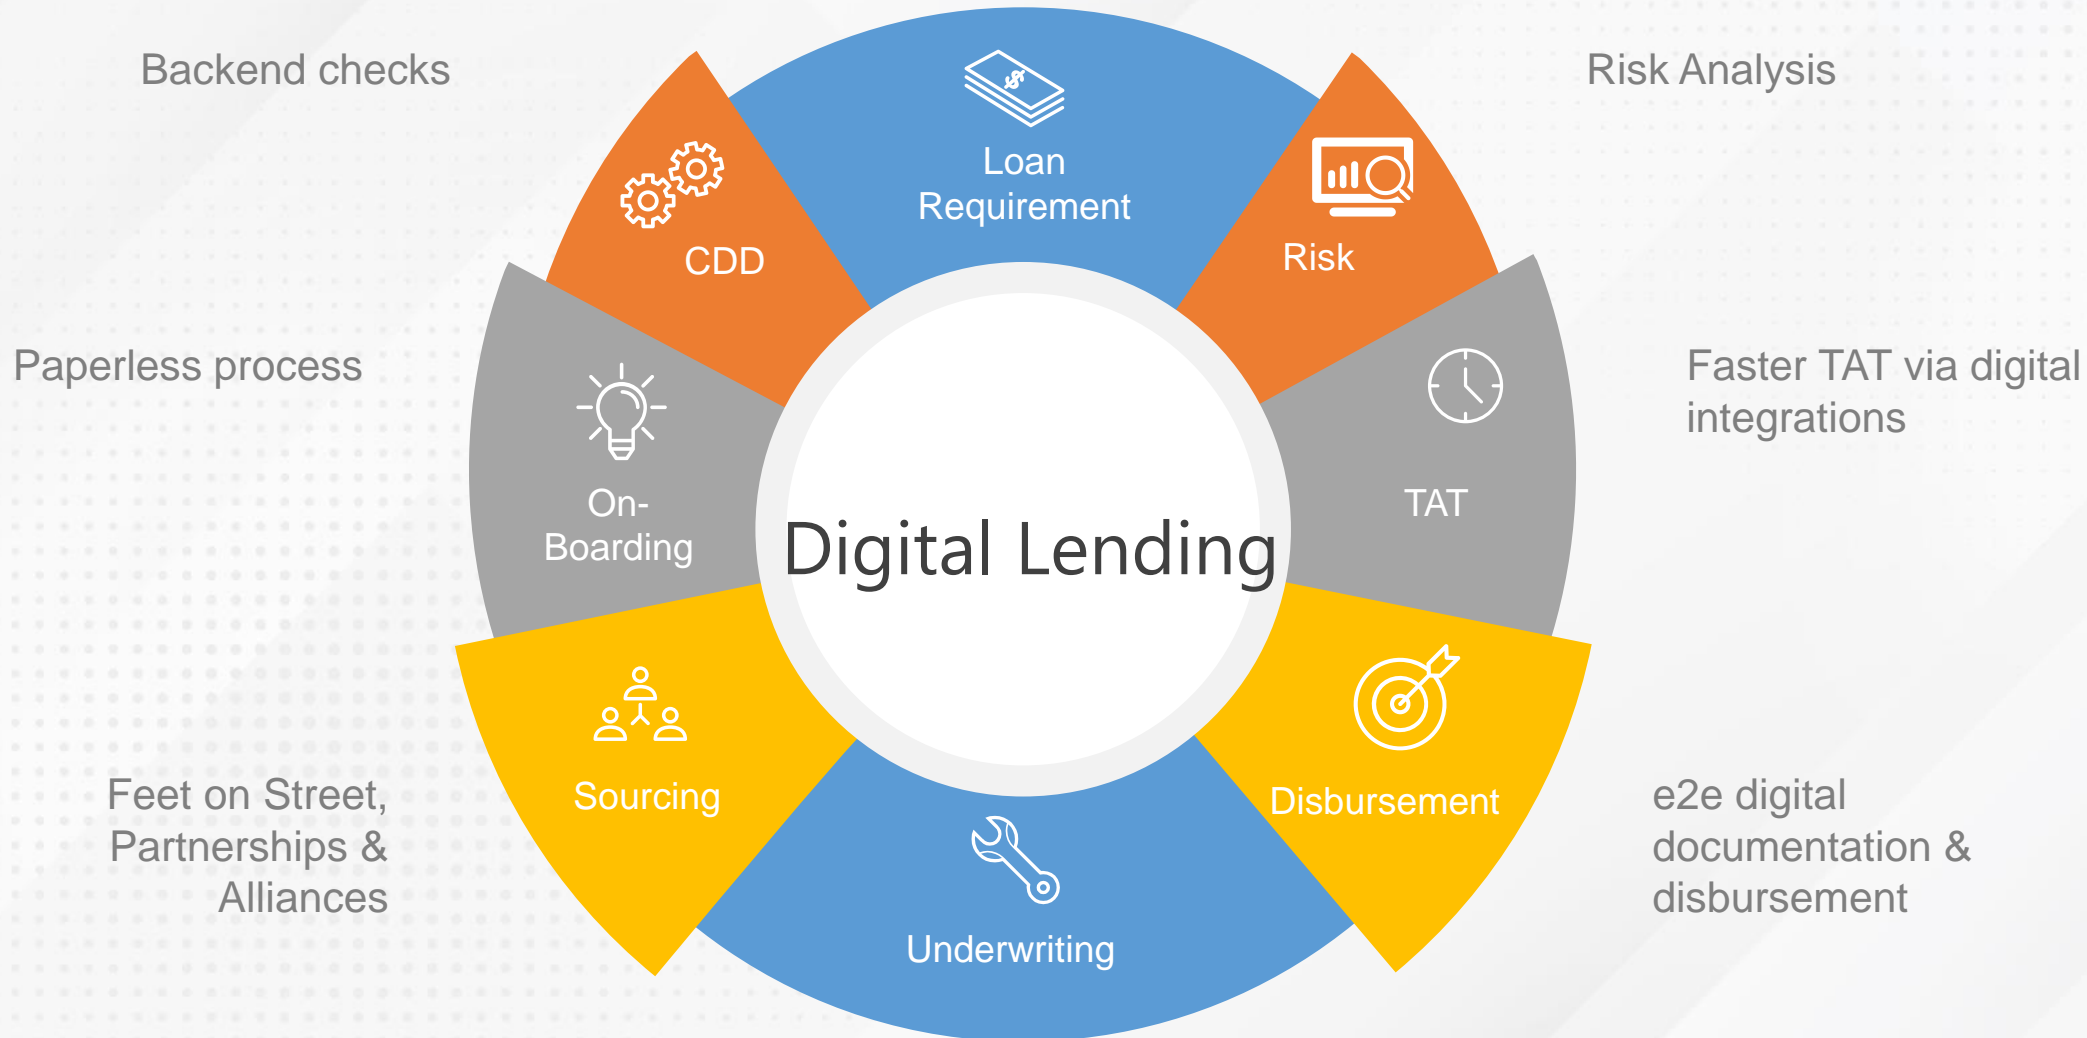 Backend checks
Loan
Requirement
Risk Analysis
CDD
Risk
Paperless process
Faster TAT via digital
integrations
On-
Boarding
TAT
Digital Lending
Sourcing
Disbursement
Feet on Street,
Partnerships &
Alliances
e2e digital
documentation &
disbursement
Underwriting
$